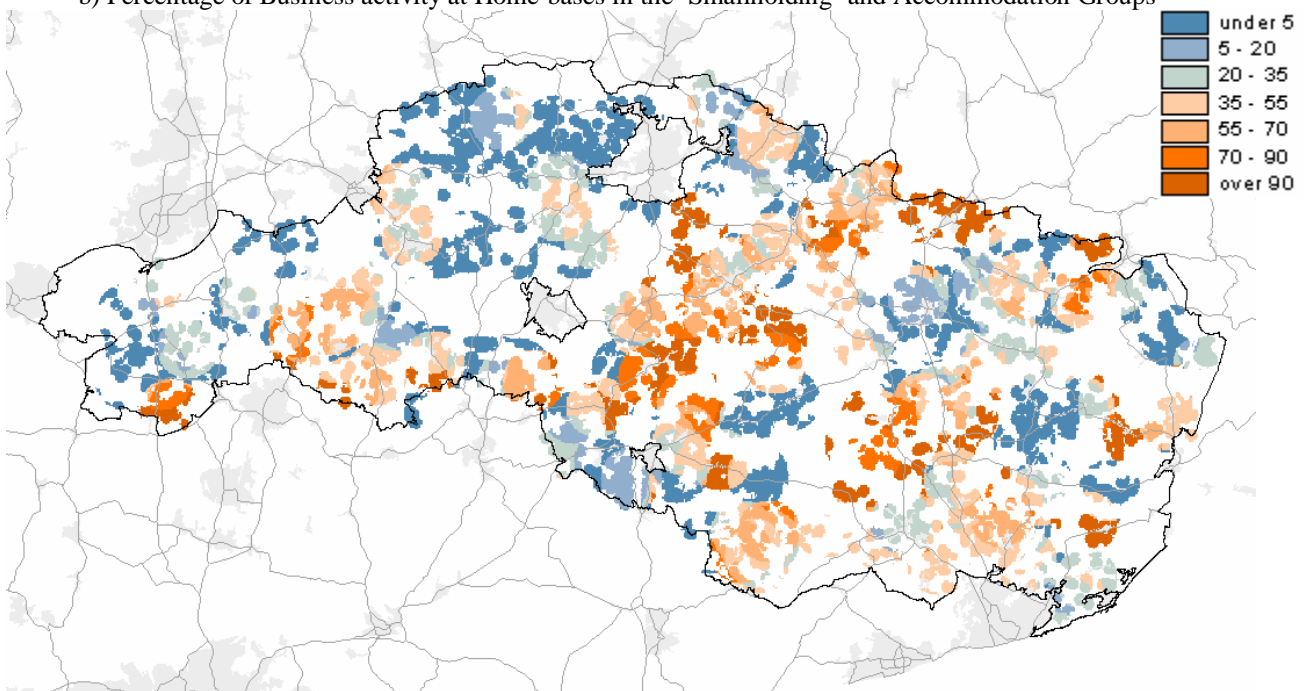 b) Percentage of Business activity at Home-bases in the 'Smallholding' and Accommodation Groups
under 5
5 - 20
20 - 35
35 - 55
55 - 70
70 - 90
over 90